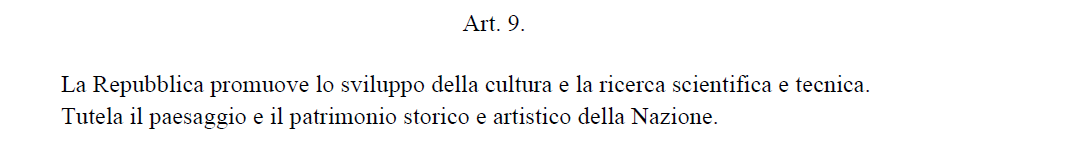 Art. 9.
La Repubblica promuove lo sviluppo della cultura e la ricerca scientifica e tecnica.
Tutela il paesaggio e il patrimonio storico e artistico della Nazione.